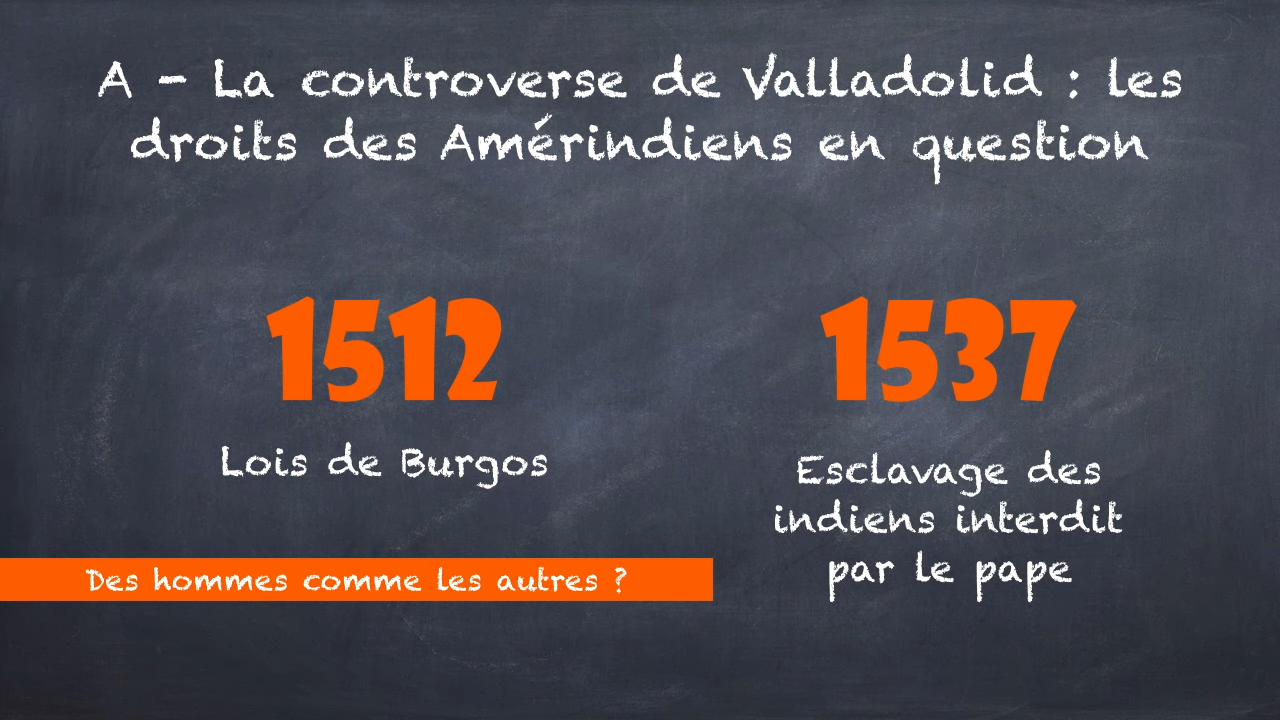 A - La controverse de Valladolid : les
droits des Amérindiens en question
1512
Lois de Burgos
1537
Esclavage des
indiens interdit
par le pape
Des hommes comme les autres ?